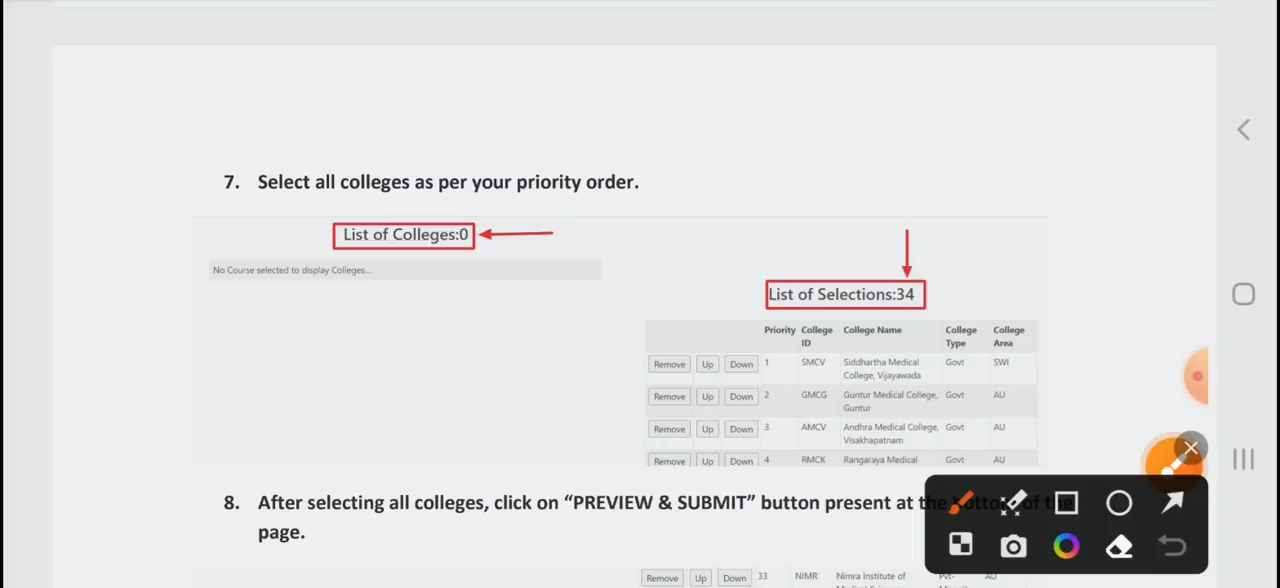 7. Select all colleges as per your priority order.
List of Colleges:0
No Course selected to display Colleges...
List of Selections:34
Priority College ID College Name College Type College Area
Remove Up Down 1 SMCV Siddhartha Medical College, Vijayawada Govt SWI
Remove Up Down 2 GMCG Guntur Medical College, Guntur Govt AU
Remove Up Down 3 AMCV Andhra Medical College, Visakhapatnam Govt AU
Remove Up Down 4 RMCK Rangaraya Medical Govt AU
8. After selecting all colleges, click on “PREVIEW & SUBMIT” button present at the bottom of the
page.
Remove Up Down 33 NIMR Nimra Institute of Pvt- AU